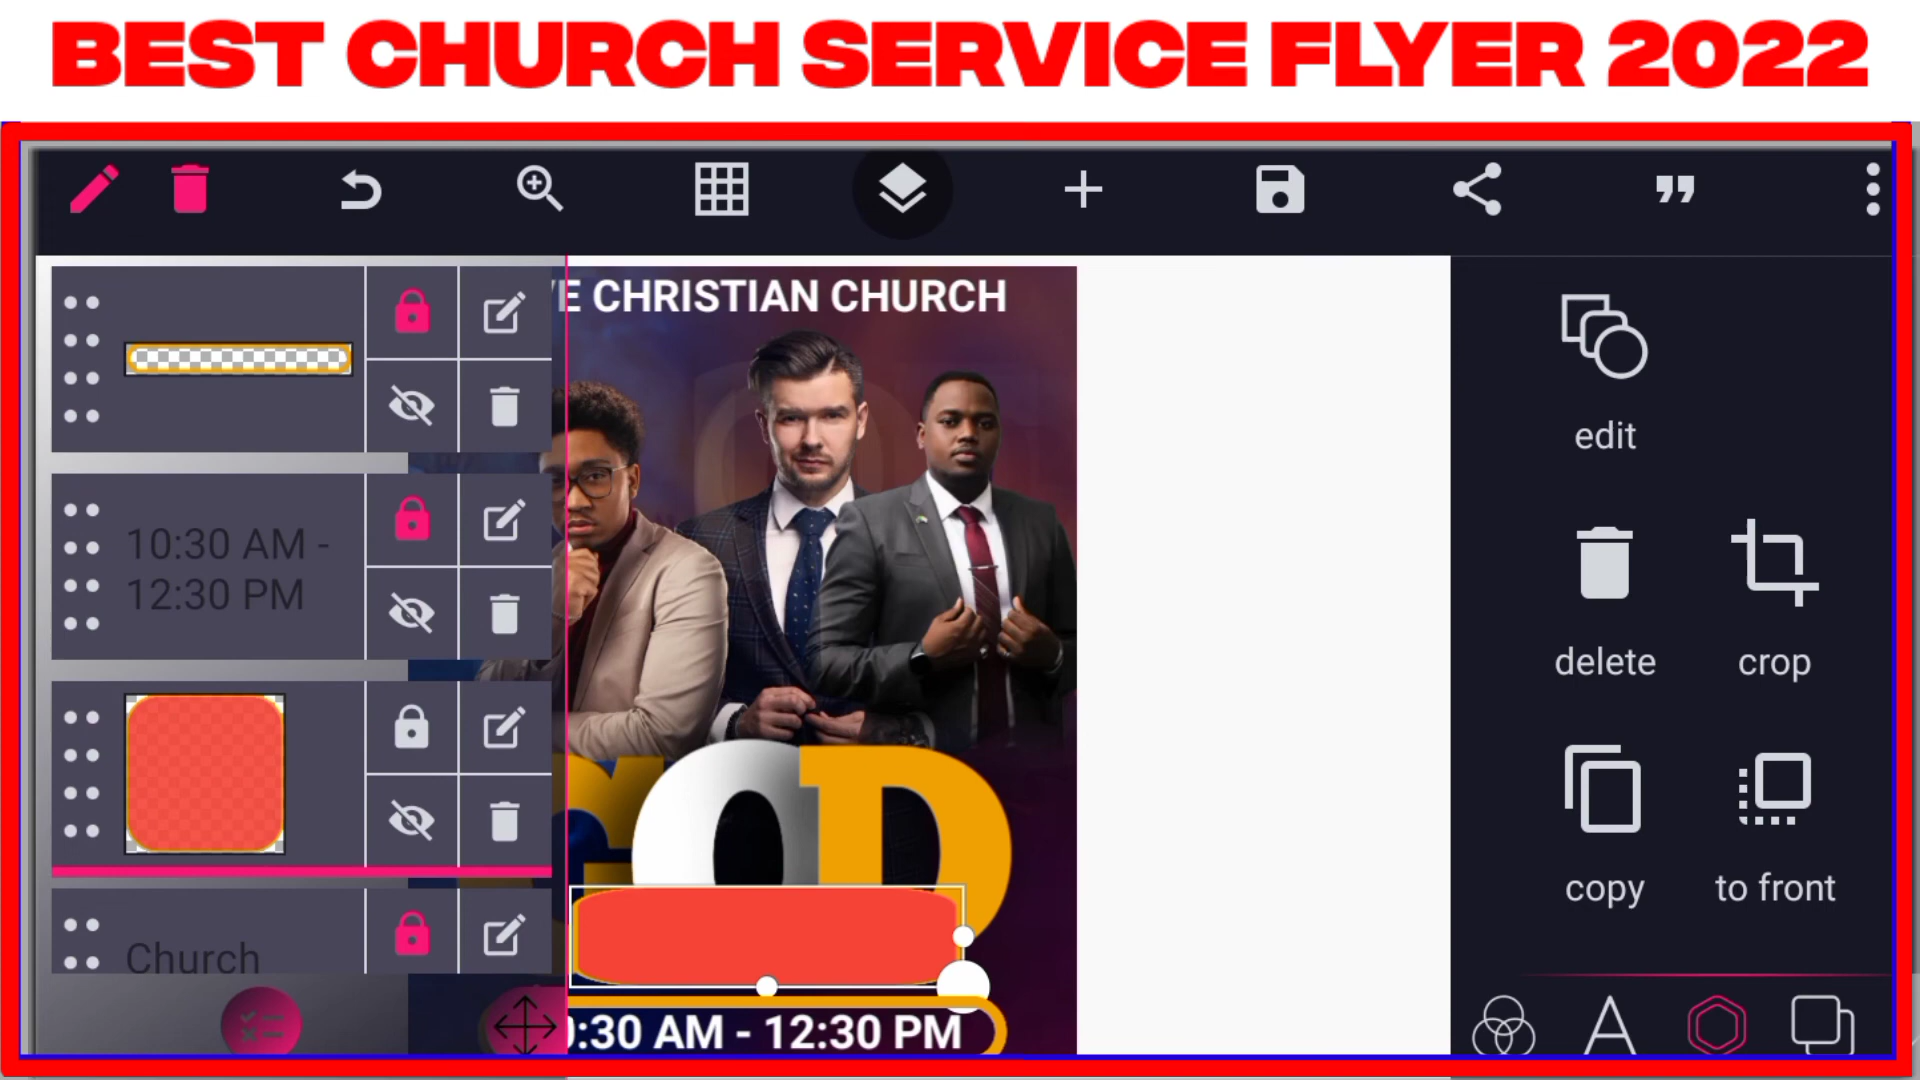 BEST CHURCH SERVICE FLYER 2022
E CHRISTIAN CHURCH
10:30 AM -
12:30 PM
Church
OD
:30 AM - 12:30 PM
edit
delete
crop
copy
to front